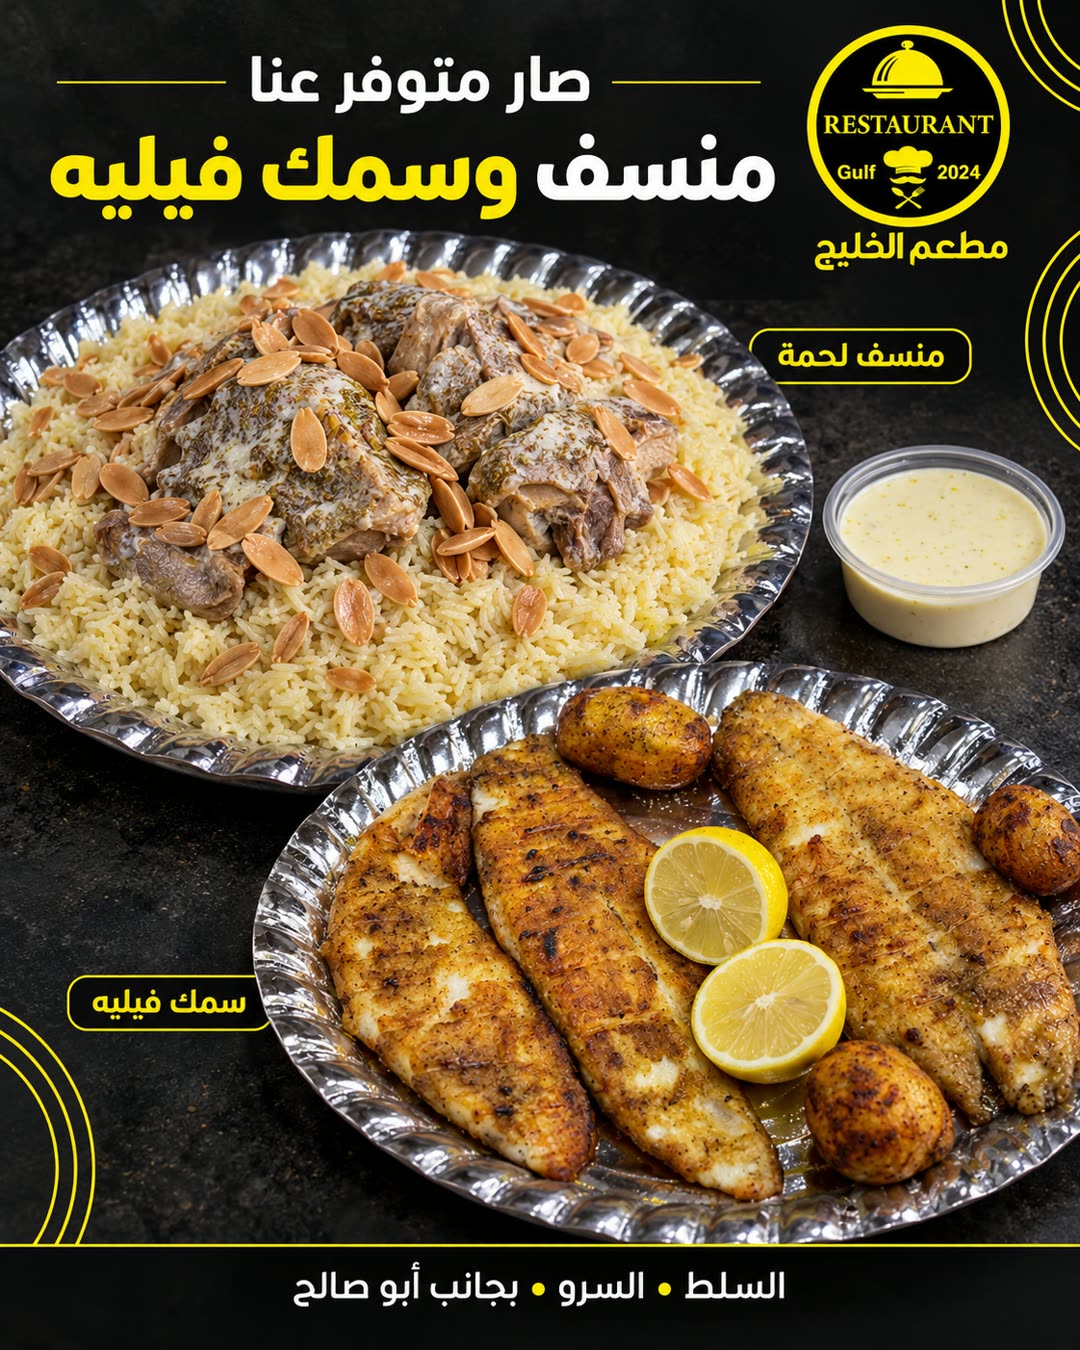 صار متوفر عنا
منسف وسمك فيليه
RESTAURANT
Gulf 2024
مطعم الخليج
منسف لحمة
سمك فيليه
السلط • السرو • بجانب أبو صالح